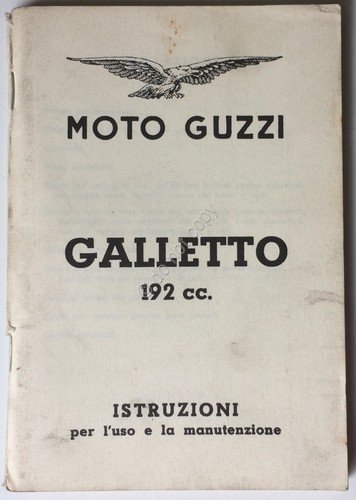 MOTO GUZZI
GALLETTO
192 cc.
ISTRUZIONI
per l'uso e la manutenzione